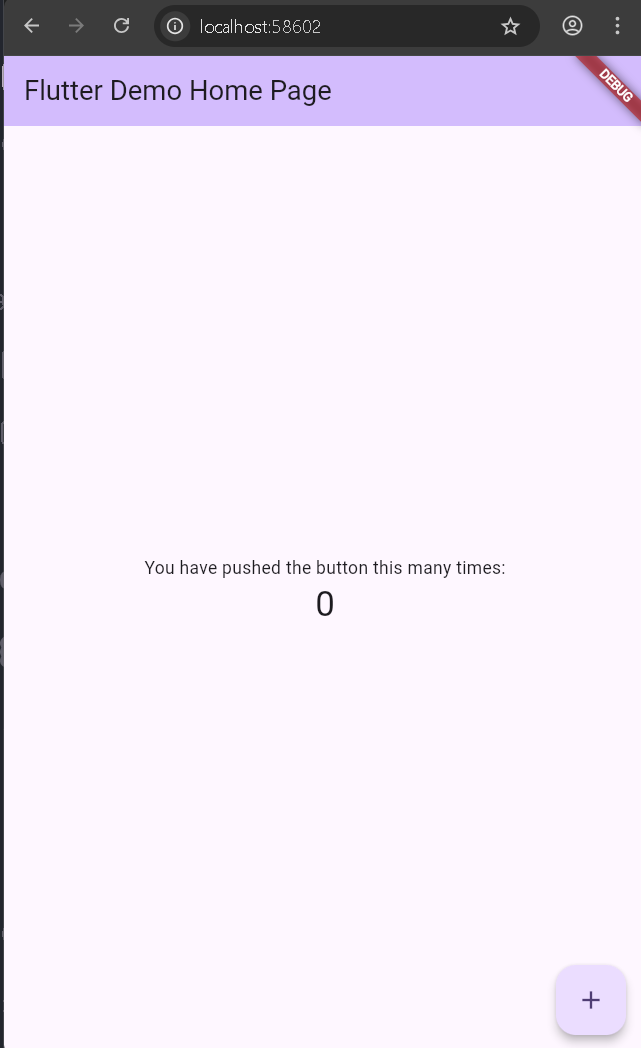 localhost:58602
Flutter Demo Home Page
DEBUG
You have pushed the button this many times:
0